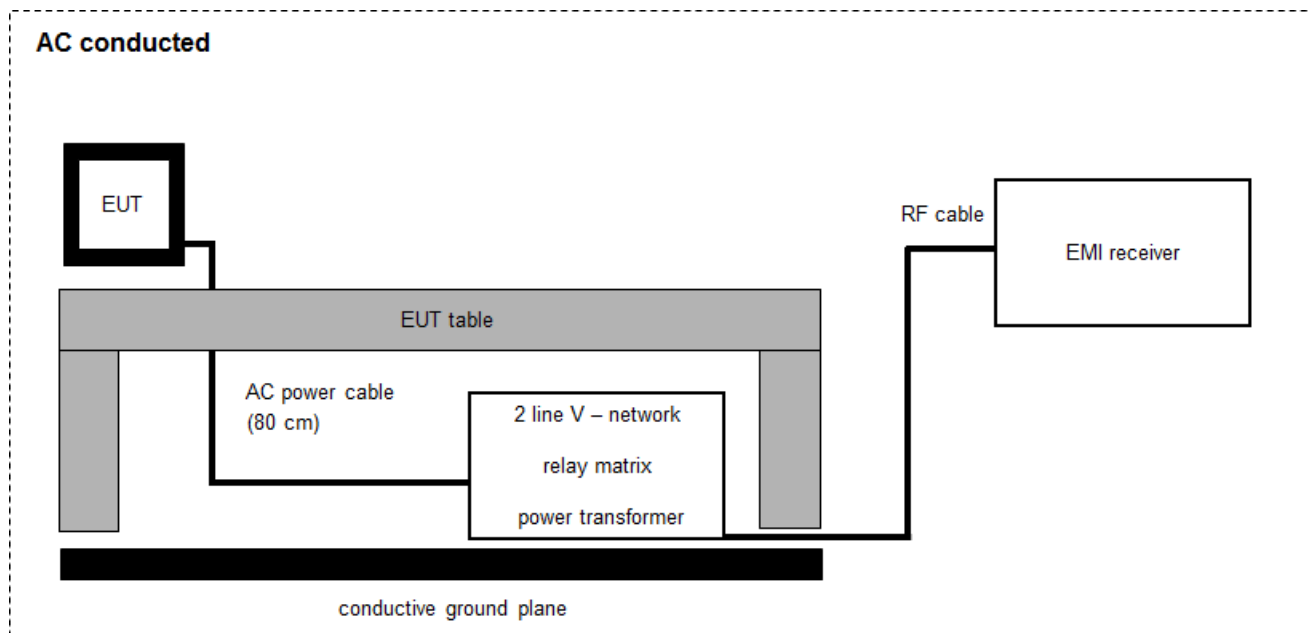 AC conducted
EUT
RF cable
EMI receiver
EUT table
AC power cable
(80 cm)
2 line V – network
relay matrix
power transformer
conductive ground plane